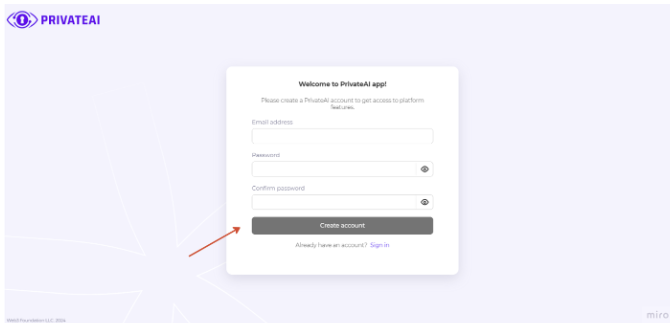 PRIVATEAI
Welcome to PrivateAI app!
Please create a PrivateAI account to get access to platform
features.
Email address
Password
Confirm password
Create account
Already have an account? Sign in
miro